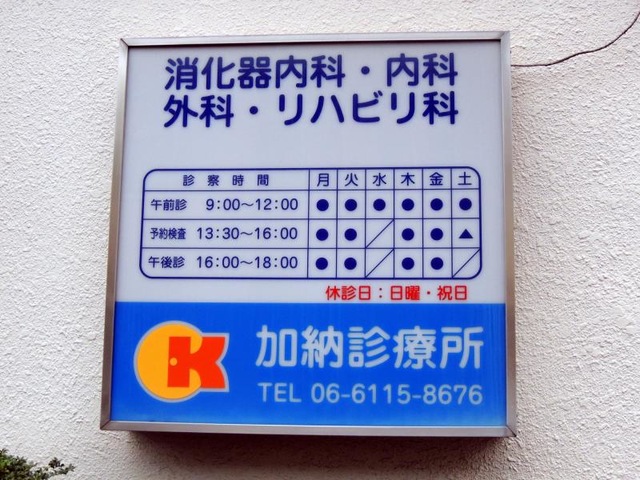 消化器内科・内科
外科・リハビリ科
診察時間 月 火 水 木 金 土
午前診 9:00〜12:00 ● ● ● ● ● ●
予約検査 13:30〜16:00 ● ● ／ ● ● ▲
午後診 16:00〜18:00 ● ● ／ ● ● ／
休診日：日曜・祝日
K 加納診療所
TEL 06-6115-8676